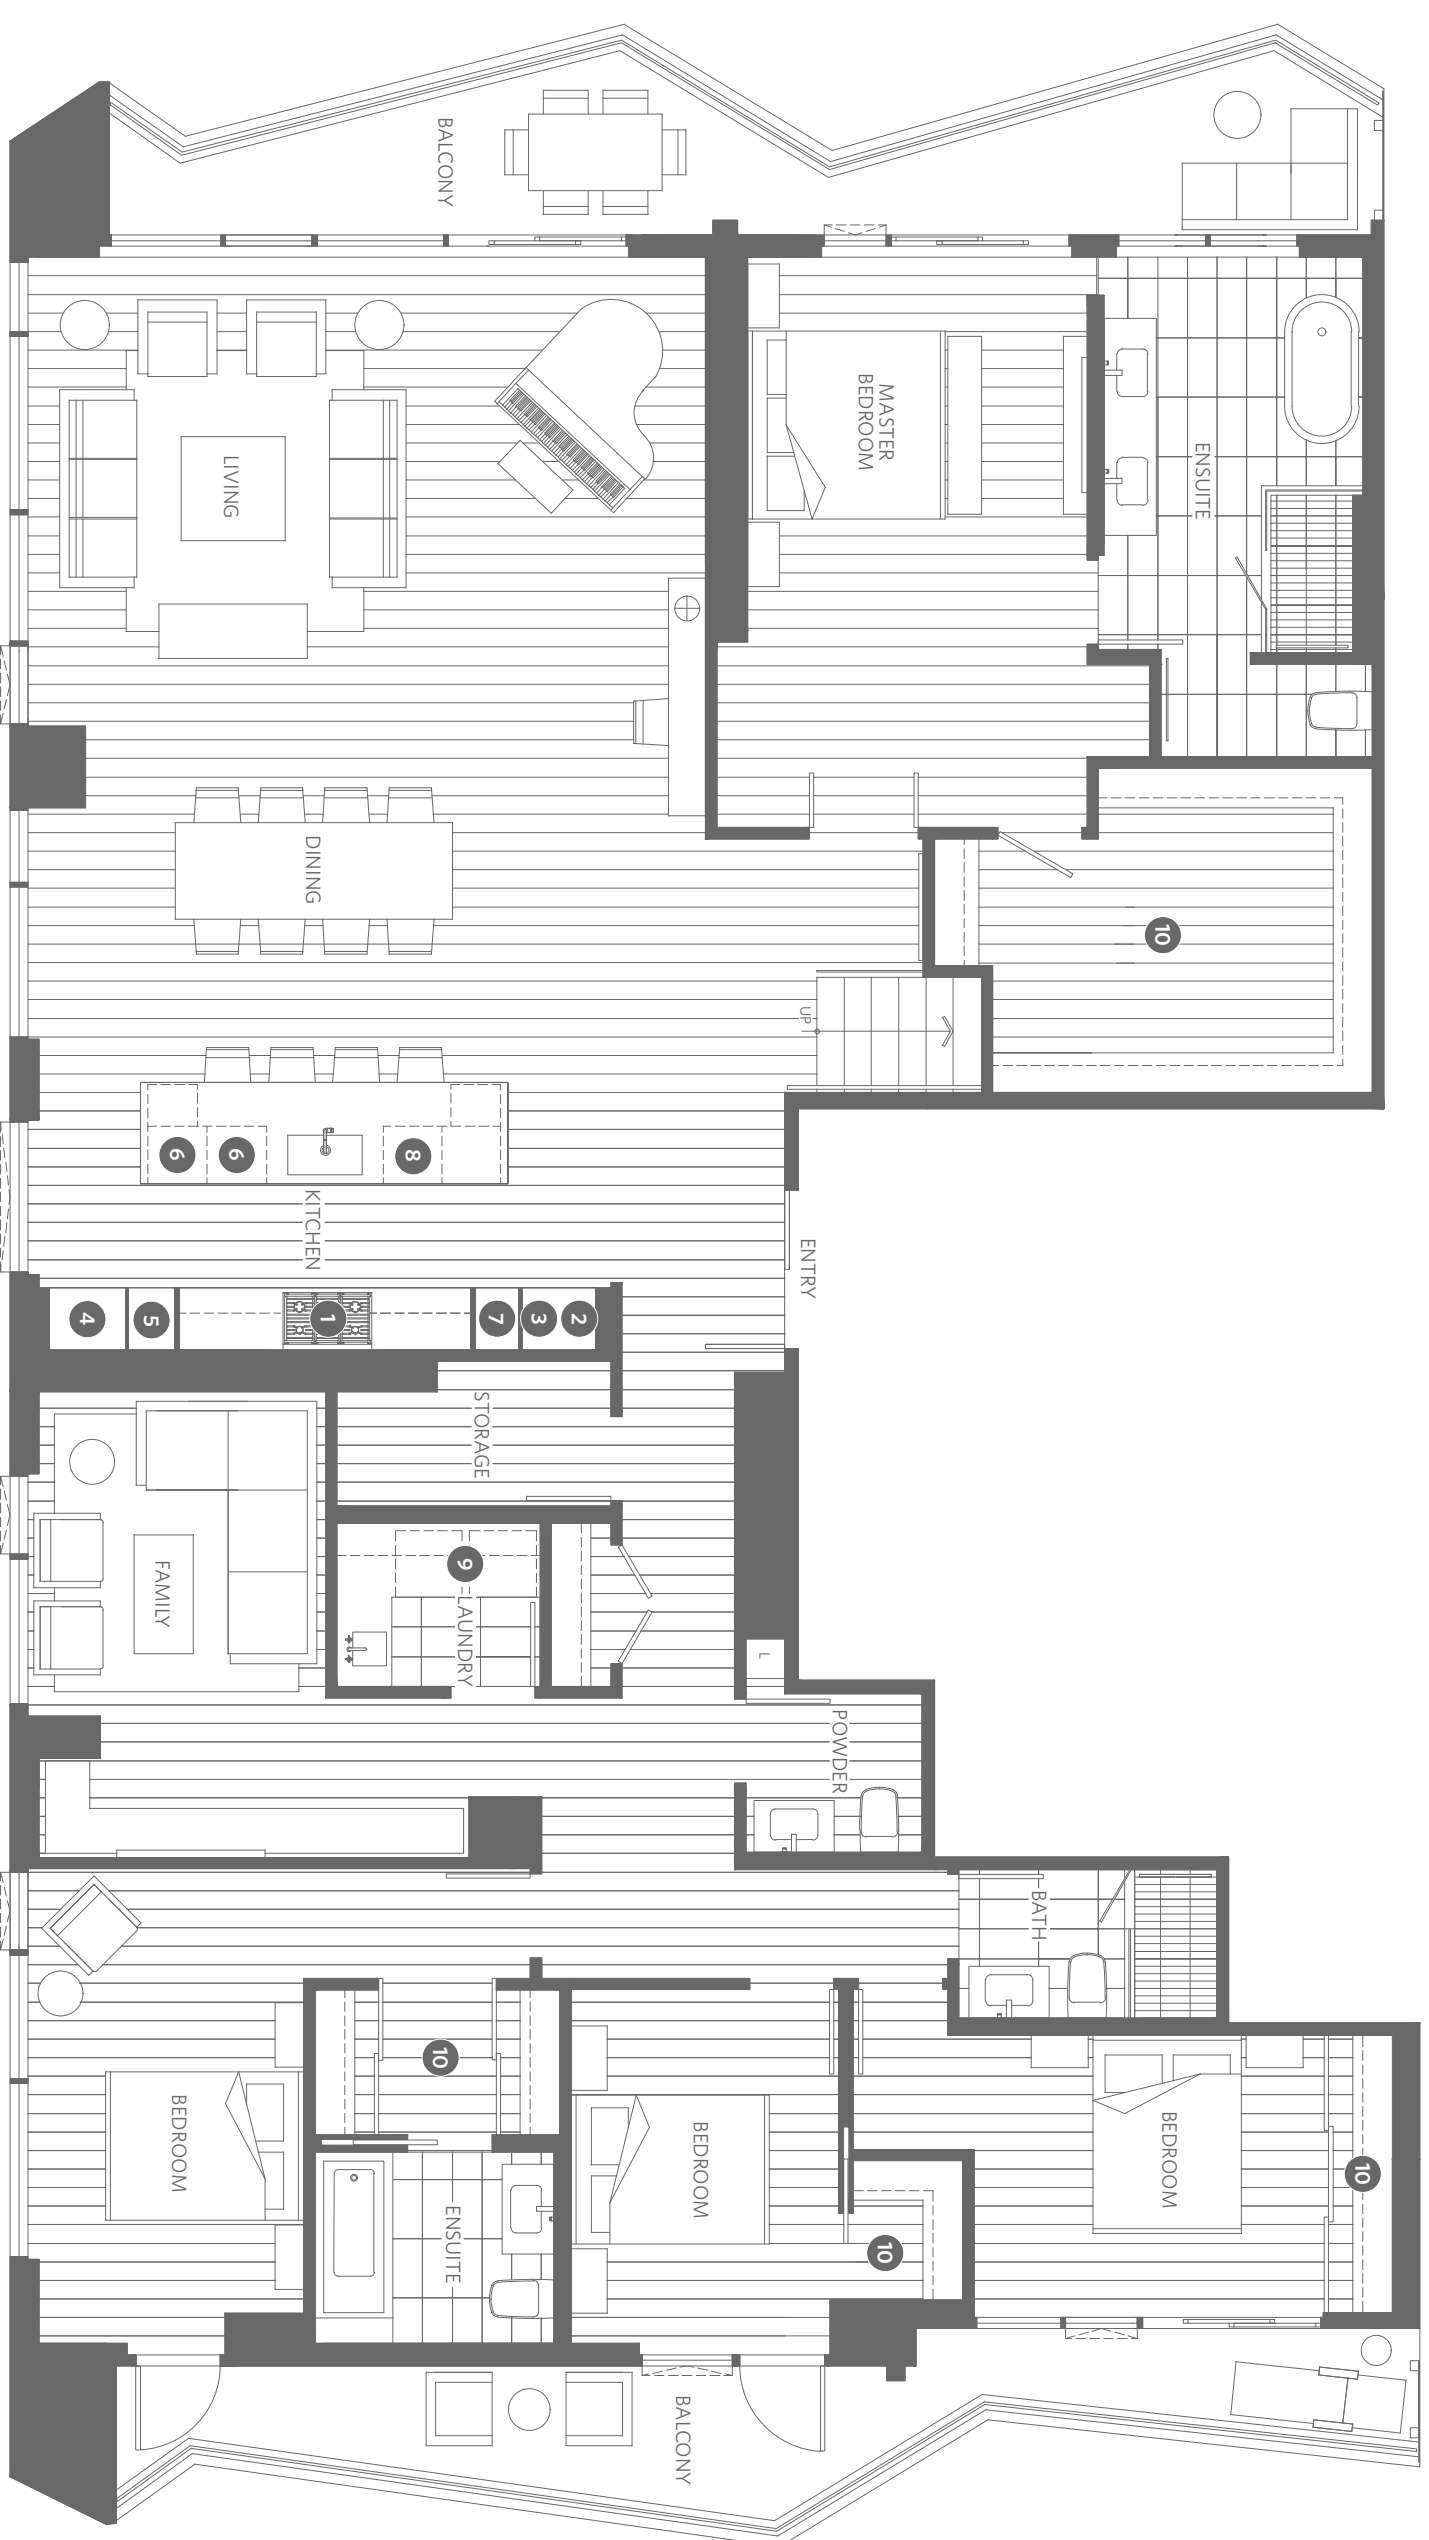 BALCONY
LIVING
MASTER
BEDROOM
ENSUITE
DINING
10
UP
6
6
8
KITCHEN
ENTRY
4
5
1
7
3
2
STORAGE
FAMILY
9
LAUNDRY
L
POWDER
BATH
10
BEDROOM
ENSUITE
BEDROOM
10
BEDROOM
10
BALCONY